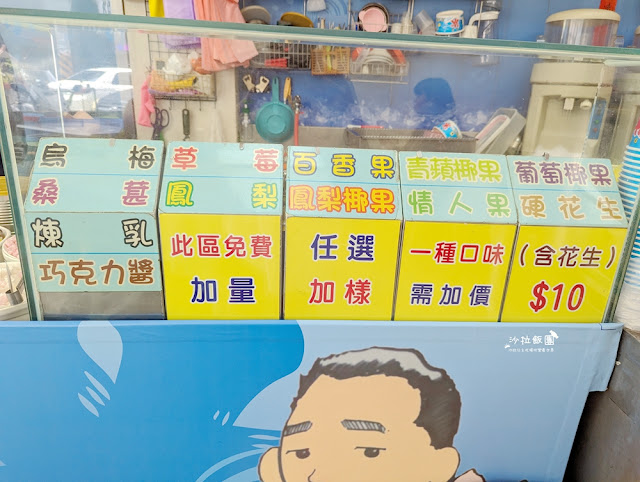 烏梅 草莓 百香果 青蘋椰果 葡萄椰果
桑葚 鳳梨 鳳梨椰果 情人果 硬花生
煉乳
巧克力醬
此區免費 任選 一種口味 (含花生)
加量 加樣 需加價 $10
沙拉飯團